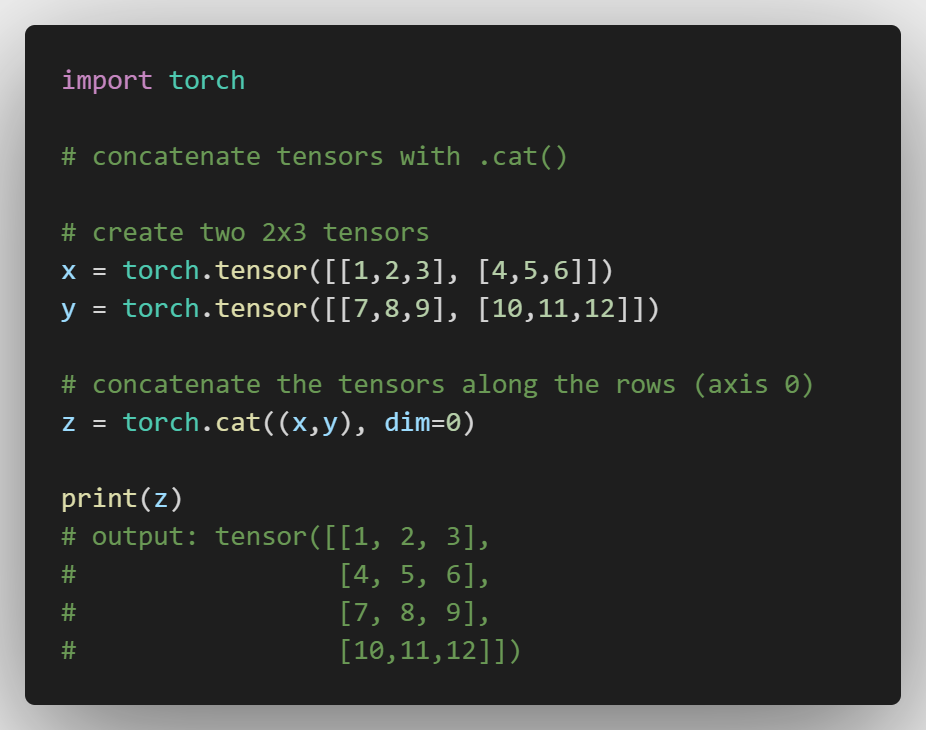 import torch

# concatenate tensors with .cat()

# create two 2x3 tensors
x = torch.tensor([[1,2,3], [4,5,6]])
y = torch.tensor([[7,8,9], [10,11,12]])

# concatenate the tensors along the rows (axis 0)
z = torch.cat((x,y), dim=0)

print(z)
# output: tensor([[1, 2, 3],
#                 [4, 5, 6],
#                 [7, 8, 9],
#                 [10,11,12]])